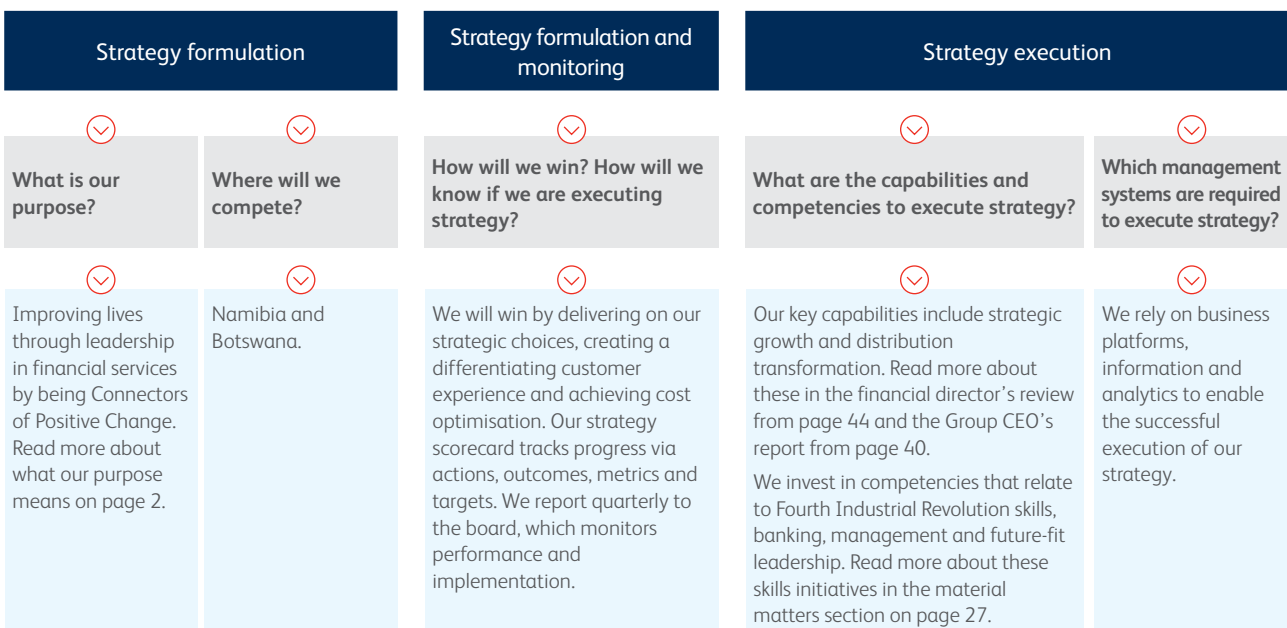 Strategy formulation
Strategy formulation and
monitoring
Strategy execution
What is our
purpose?
Where will we
compete?
How will we win? How will we
know if we are executing
strategy?
What are the capabilities and
competencies to execute strategy?
Which management
systems are required
to execute strategy?
Improving lives
through leadership
in financial services
by being Connectors
of Positive Change.
Read more about
what our purpose
means on page 2.
Namibia and
Botswana.
We will win by delivering on our
strategic choices, creating a
differentiating customer
experience and achieving cost
optimisation. Our strategy
scorecard tracks progress via
actions, outcomes, metrics and
targets. We report quarterly to
the board, which monitors
performance and
implementation.
Our key capabilities include strategic
growth and distribution
transformation. Read more about
these in the financial director’s review
from page 44 and the Group CEO’s
report from page 40.
We invest in competencies that relate
to Fourth Industrial Revolution skills,
banking, management and future-fit
leadership. Read more about these
skills initiatives in the material
matters section on page 27.
We rely on business
platforms,
information and
analytics to enable
the successful
execution of our
strategy.